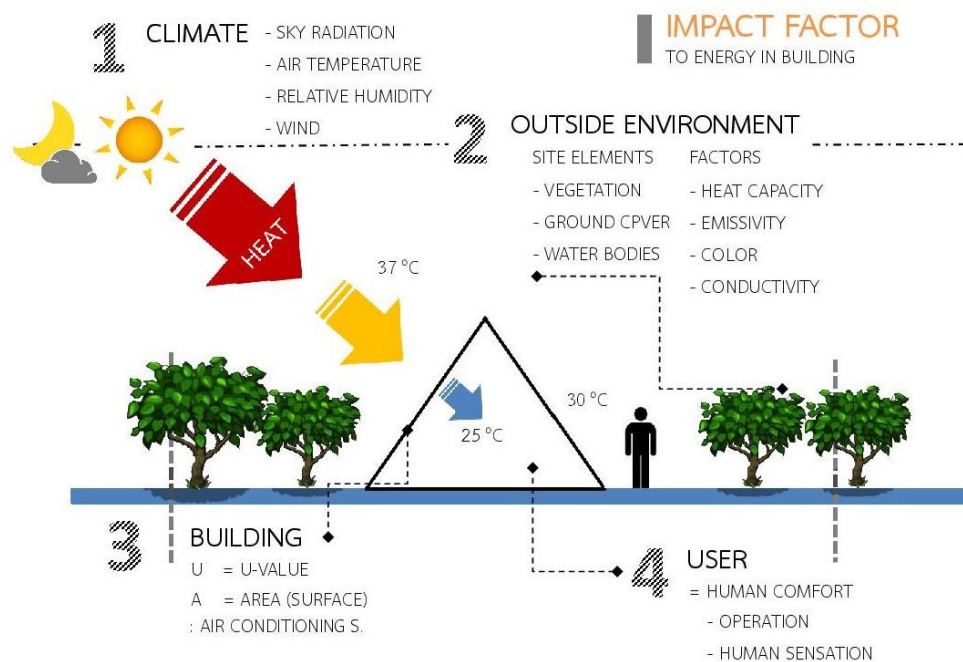 IMPACT FACTOR
TO ENERGY IN BUILDING
1 CLIMATE
- SKY RADIATION
- AIR TEMPERATURE
- RELATIVE HUMIDITY
- WIND
2 OUTSIDE ENVIRONMENT
SITE ELEMENTS
- VEGETATION
- GROUND CPVER
- WATER BODIES
FACTORS
- HEAT CAPACITY
- EMISSIVITY
- COLOR
- CONDUCTIVITY
HEAT
37 °C
30 °C
25 °C
3 BUILDING
U = U-VALUE
A = AREA (SURFACE)
: AIR CONDITIONING S.
4 USER
= HUMAN COMFORT
- OPERATION
- HUMAN SENSATION